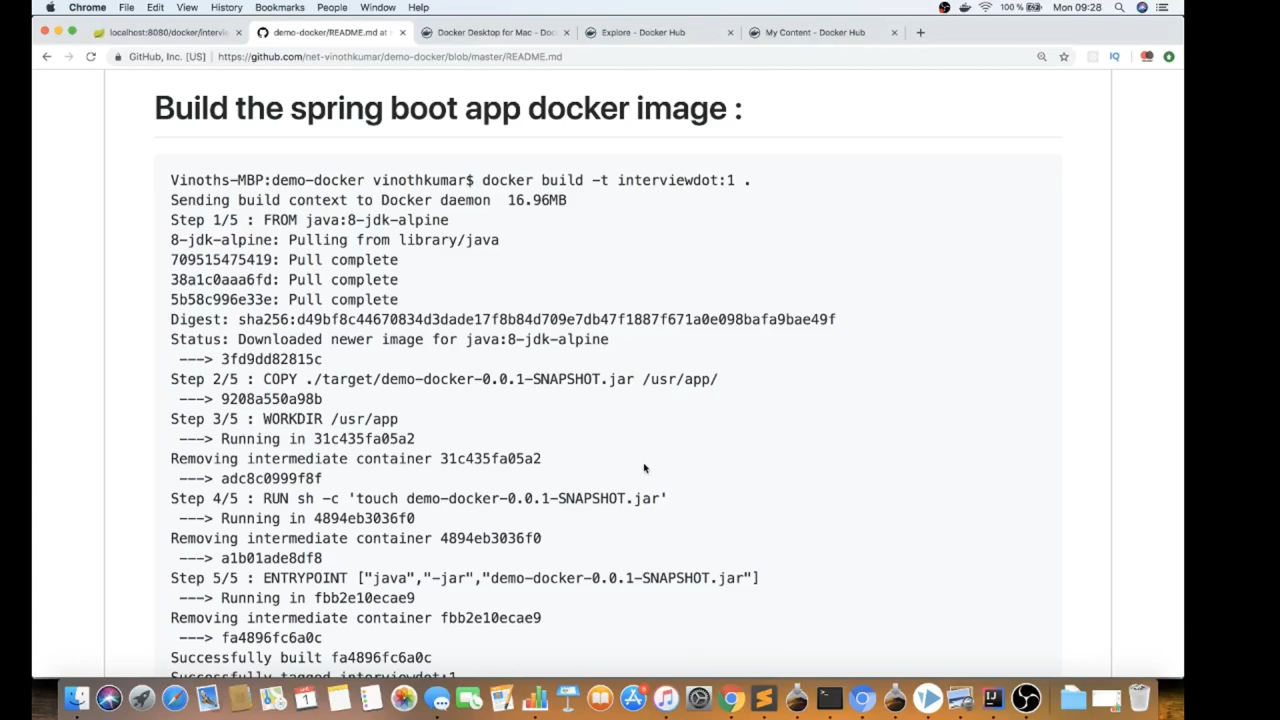 Chrome File Edit View History Bookmarks People Window Help 100 % Mon 09:28
localhost:8080/docker/intervie × demo-docker/README.md at × Docker Desktop for Mac - Doc × Explore - Docker Hub × My Content - Docker Hub × +
GitHub, Inc. [US] https://github.com/net-vinothkumar/demo-docker/blob/master/README.md IQ
Build the spring boot app docker image :
Vinoths-MBP:demo-docker vinothkumar$ docker build -t interviewdot:1 .
Sending build context to Docker daemon 16.96MB
Step 1/5 : FROM java:8-jdk-alpine
8-jdk-alpine: Pulling from library/java
709515475419: Pull complete
38a1c0aaa6fd: Pull complete
5b58c996e33e: Pull complete
Digest: sha256:d49bf8c44670834d3dade17f8b84d709e7db47f1887f671a0e098bafa9bae49f
Status: Downloaded newer image for java:8-jdk-alpine
---> 3fd9dd82815c
Step 2/5 : COPY ./target/demo-docker-0.0.1-SNAPSHOT.jar /usr/app/
---> 9208a550a98b
Step 3/5 : WORKDIR /usr/app
---> Running in 31c435fa05a2
Removing intermediate container 31c435fa05a2
---> adc8c0999f8f
Step 4/5 : RUN sh -c 'touch demo-docker-0.0.1-SNAPSHOT.jar'
---> Running in 4894eb3036f0
Removing intermediate container 4894eb3036f0
---> a1b01ade8df8
Step 5/5 : ENTRYPOINT ["java","-jar","demo-docker-0.0.1-SNAPSHOT.jar"]
---> Running in fbb2e10ecae9
Removing intermediate container fbb2e10ecae9
---> fa4896fc6a0c
Successfully built fa4896fc6a0c
Successfully tagged interviewdot:1